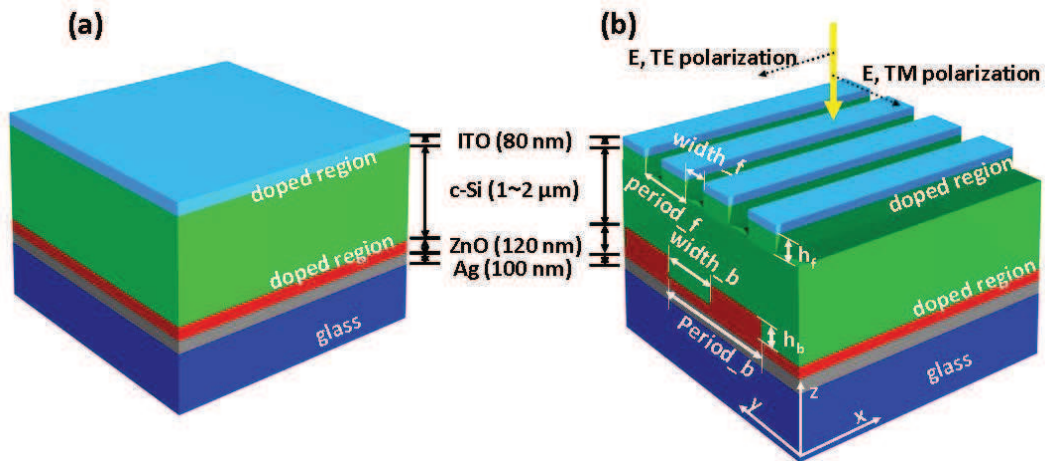 (a)
doped region
doped region
glass
ITO (80 nm)
c-Si (1~2 μm)
ZnO (120 nm)
Ag (100 nm)
(b)
E, TE polarization
E, TM polarization
width_f
period_f
doped region
h_f
width_b
Period_b
h_b
doped region
glass
z
y
x